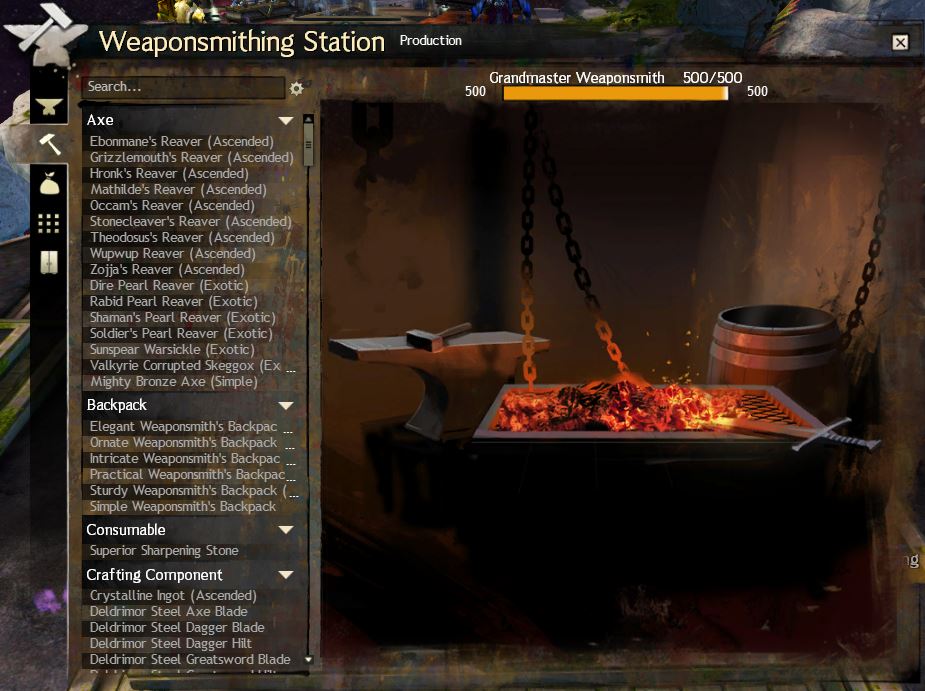 Weaponsmithing Station Production
Search...
Grandmaster Weaponsmith 500/500
500 500
Axe
Ebonmane's Reaver (Ascended)
Grizzlemouth's Reaver (Ascended)
Hronk's Reaver (Ascended)
Mathilde's Reaver (Ascended)
Occam's Reaver (Ascended)
Stonecleaver's Reaver (Ascended)
Theodosus's Reaver (Ascended)
Wupwup Reaver (Ascended)
Zojja's Reaver (Ascended)
Dire Pearl Reaver (Exotic)
Rabid Pearl Reaver (Exotic)
Shaman's Pearl Reaver (Exotic)
Soldier's Pearl Reaver (Exotic)
Sunspear Warsickle (Exotic)
Valkyrie Corrupted Skeggox (Ex ...
Mighty Bronze Axe (Simple)
Backpack
Elegant Weaponsmith's Backpac ...
Ornate Weaponsmith's Backpack ...
Intricate Weaponsmith's Backpac ...
Practical Weaponsmith's Backpac...
Sturdy Weaponsmith's Backpack (...
Simple Weaponsmith's Backpack
Consumable
Superior Sharpening Stone
Crafting Component
Crystalline Ingot (Ascended)
Deldrimor Steel Axe Blade
Deldrimor Steel Dagger Blade
Deldrimor Steel Dagger Hilt
Deldrimor Steel Greatsword Blade